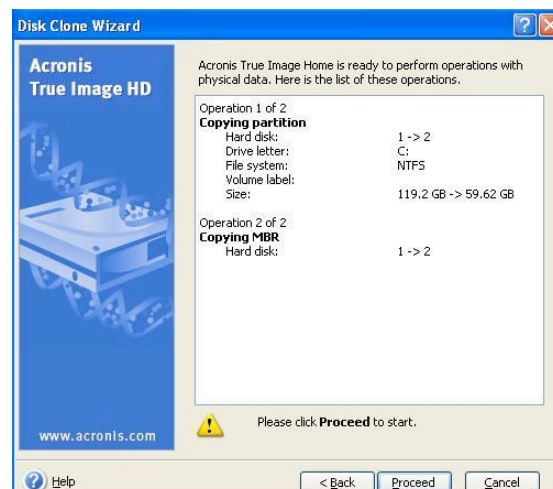 Disk Clone Wizard
Acronis
True Image HD
Acronis True Image Home is ready to perform operations with
physical data. Here is the list of these operations.
Operation 1 of 2
Copying partition
Hard disk: 1 -> 2
Drive letter: C:
File system: NTFS
Volume label:
Size: 119.2 GB -> 59.62 GB
Operation 2 of 2
Copying MBR
Hard disk: 1 -> 2
www.acronis.com
Please click Proceed to start.
Help
< Back
Proceed
Cancel